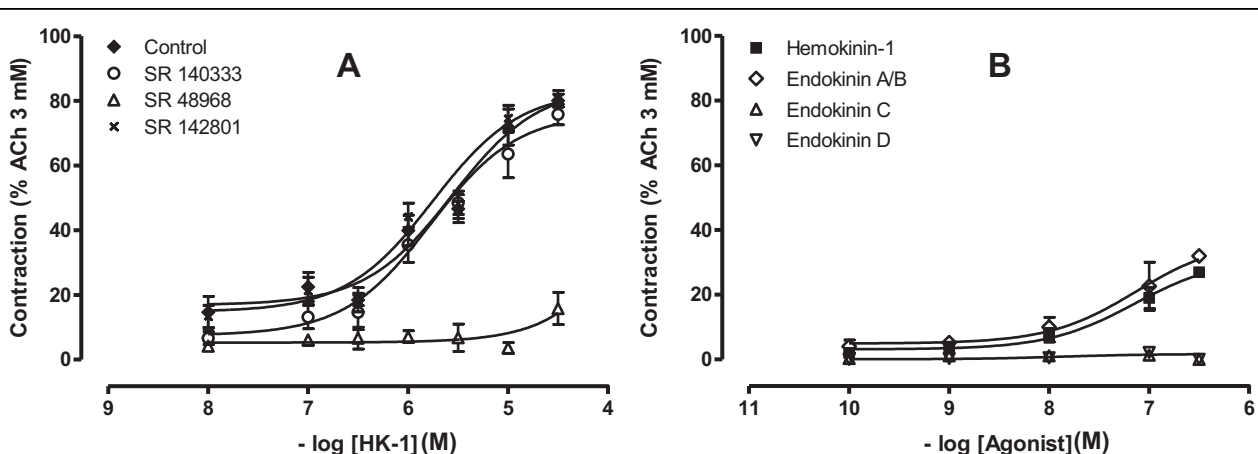 A
Control
SR 140333
SR 48968
SR 142801
Contraction (% ACh 3 mM)
100
80
60
40
20
0
9
8
7
6
5
4
- log [HK-1](M)
B
Hemokinin-1
Endokinin A/B
Endokinin C
Endokinin D
Contraction (% ACh 3 mM)
100
80
60
40
20
0
11
10
9
8
7
6
- log [Agonist](M)